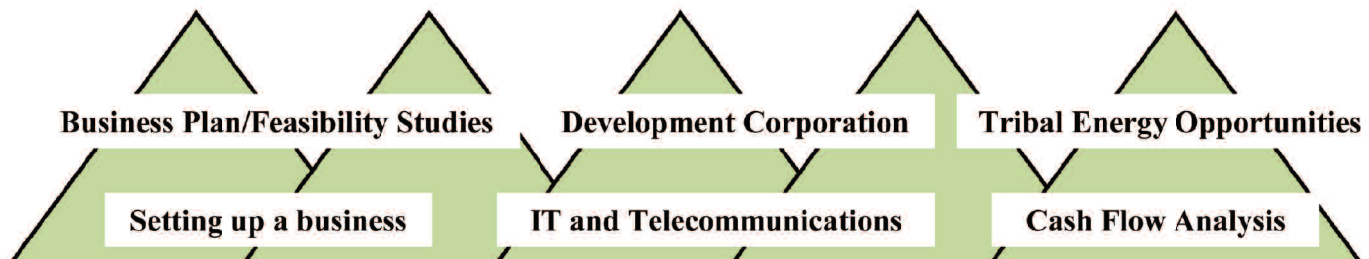 Business Plan/Feasibility Studies
Development Corporation
Tribal Energy Opportunities
Setting up a business
IT and Telecommunications
Cash Flow Analysis